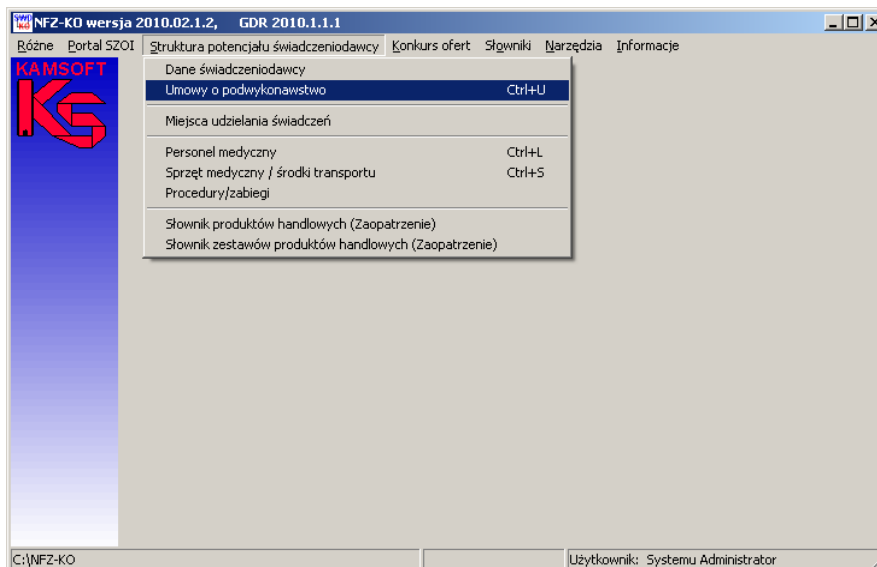 NFZ-KO wersja 2010.02.1.2, GDR 2010.1.1.1
Różne Portal SZOI Struktura potencjału świadczeniodawcy Konkurs ofert Słowniki Narzędzia Informacje
KAMSOFT
Dane świadczeniodawcy
Umowy o podwykonawstwo Ctrl+U
Miejsca udzielania świadczeń
Personel medyczny Ctrl+L
Sprzęt medyczny / środki transportu Ctrl+S
Procedury/zabiegi
Słownik produktów handlowych (Zaopatrzenie)
Słownik zestawów produktów handlowych (Zaopatrzenie)
C:\NFZ-KO Użytkownik: Systemu Administrator